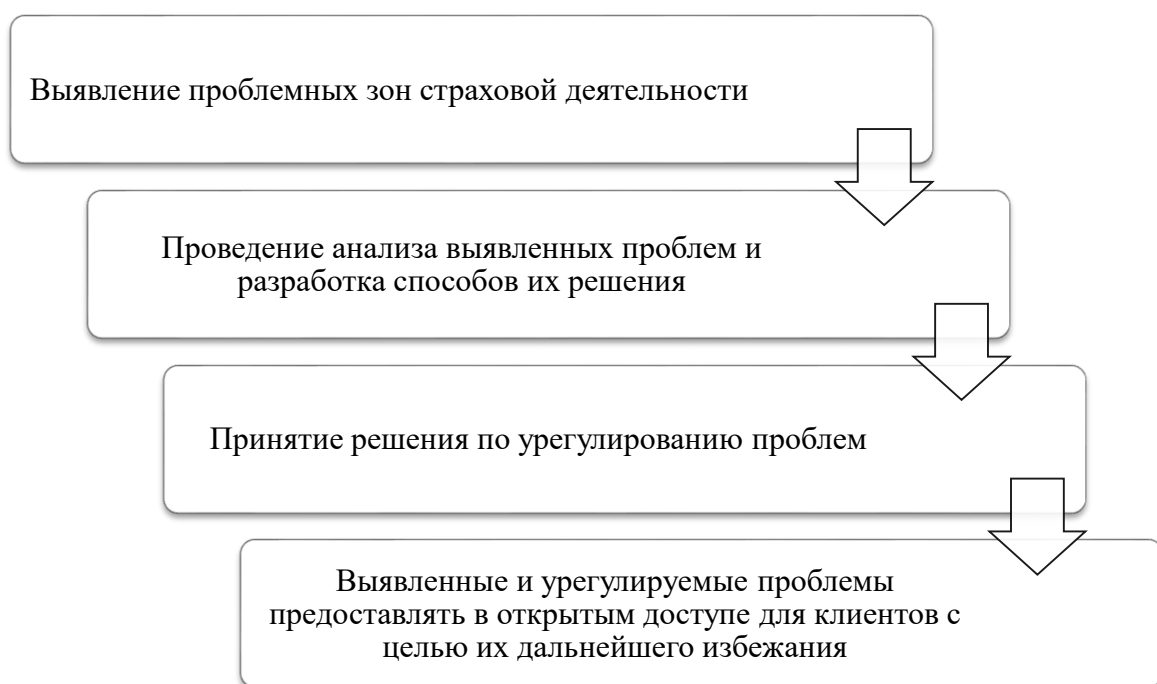 Выявление проблемных зон страховой деятельности
Проведение анализа выявленных проблем и
разработка способов их решения
Принятие решения по урегулированию проблем
Выявленные и урегулируемые проблемы
предоставлять в открытым доступе для клиентов с
целью их дальнейшего избежания